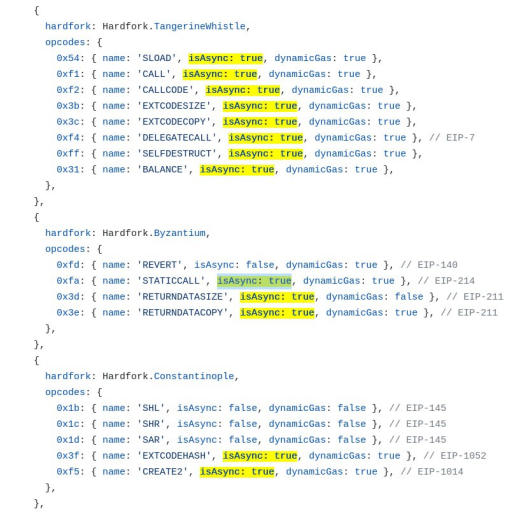 {
hardfork: Hardfork.TangerineWhistle,
opcodes: {
0x54: { name: 'SLOAD', isAsync: true, dynamicGas: true },
0xf1: { name: 'CALL', isAsync: true, dynamicGas: true },
0xf2: { name: 'CALLCODE', isAsync: true, dynamicGas: true },
0x3b: { name: 'EXTCODESIZE', isAsync: true, dynamicGas: true },
0x3c: { name: 'EXTCODECOPY', isAsync: true, dynamicGas: true },
0xf4: { name: 'DELEGATECALL', isAsync: true, dynamicGas: true }, // EIP-7
0xff: { name: 'SELFDESTRUCT', isAsync: true, dynamicGas: true },
0x31: { name: 'BALANCE', isAsync: true, dynamicGas: true },
},
},
{
hardfork: Hardfork.Byzantium,
opcodes: {
0xfd: { name: 'REVERT', isAsync: false, dynamicGas: true }, // EIP-140
0xfa: { name: 'STATICCALL', isAsync: true, dynamicGas: true }, // EIP-214
0x3d: { name: 'RETURNDATASIZE', isAsync: true, dynamicGas: false }, // EIP-211
0x3e: { name: 'RETURNDATACOPY', isAsync: true, dynamicGas: true }, // EIP-211
},
},
{
hardfork: Hardfork.Constantinople,
opcodes: {
0x1b: { name: 'SHL', isAsync: false, dynamicGas: false }, // EIP-145
0x1c: { name: 'SHR', isAsync: false, dynamicGas: false }, // EIP-145
0x1d: { name: 'SAR', isAsync: false, dynamicGas: false }, // EIP-145
0x3f: { name: 'EXTCODEHASH', isAsync: true, dynamicGas: true }, // EIP-1052
0xf5: { name: 'CREATE2', isAsync: true, dynamicGas: true }, // EIP-1014
},
},